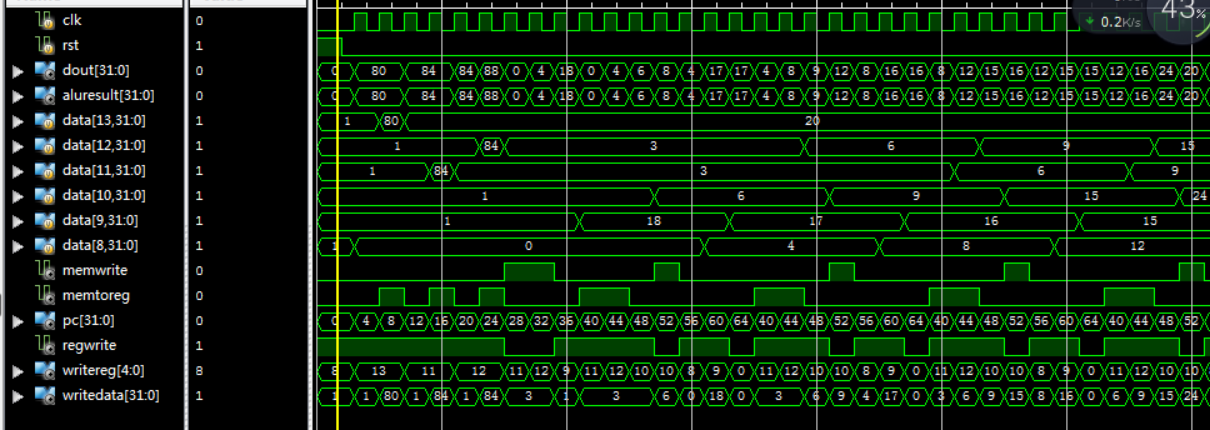 43%
0.2K/s
clk 0
rst 1
dout[31:0] 0 0 80 84 84 88 0 4 18 0 4 6 8 4 17 17 4 8 9 12 8 16 16 8 12 15 16 12 15 15 12 16 24 20
aluresult[31:0] 0 0 80 84 84 88 0 4 18 0 4 6 8 4 17 17 4 8 9 12 8 16 16 8 12 15 16 12 15 15 12 16 24 20
data[13,31:0] 1 1 80 20
data[12,31:0] 1 1 84 3 6 9 15
data[11,31:0] 1 1 84 3 6 9
data[10,31:0] 1 1 6 9 15 24
data[9,31:0] 1 1 18 17 16 15
data[8,31:0] 1 1 0 4 8 12
memwrite 0
memtoreg 0
pc[31:0] 0 0 4 8 12 16 20 24 28 32 36 40 44 48 52 56 60 64 40 44 48 52 56 60 64 40 44 48 52 56 60 64 40 44 48 52
regwrite 1
writereg[4:0] 8 8 13 11 12 11 12 9 11 12 10 10 8 9 0 11 12 10 10 8 9 0 11 12 10 10 8 9 0 11 12 10 10
writedata[31:0] 1 1 1 80 1 84 1 84 3 1 3 6 0 18 0 3 6 9 4 17 0 3 6 9 15 8 16 0 6 9 15 24